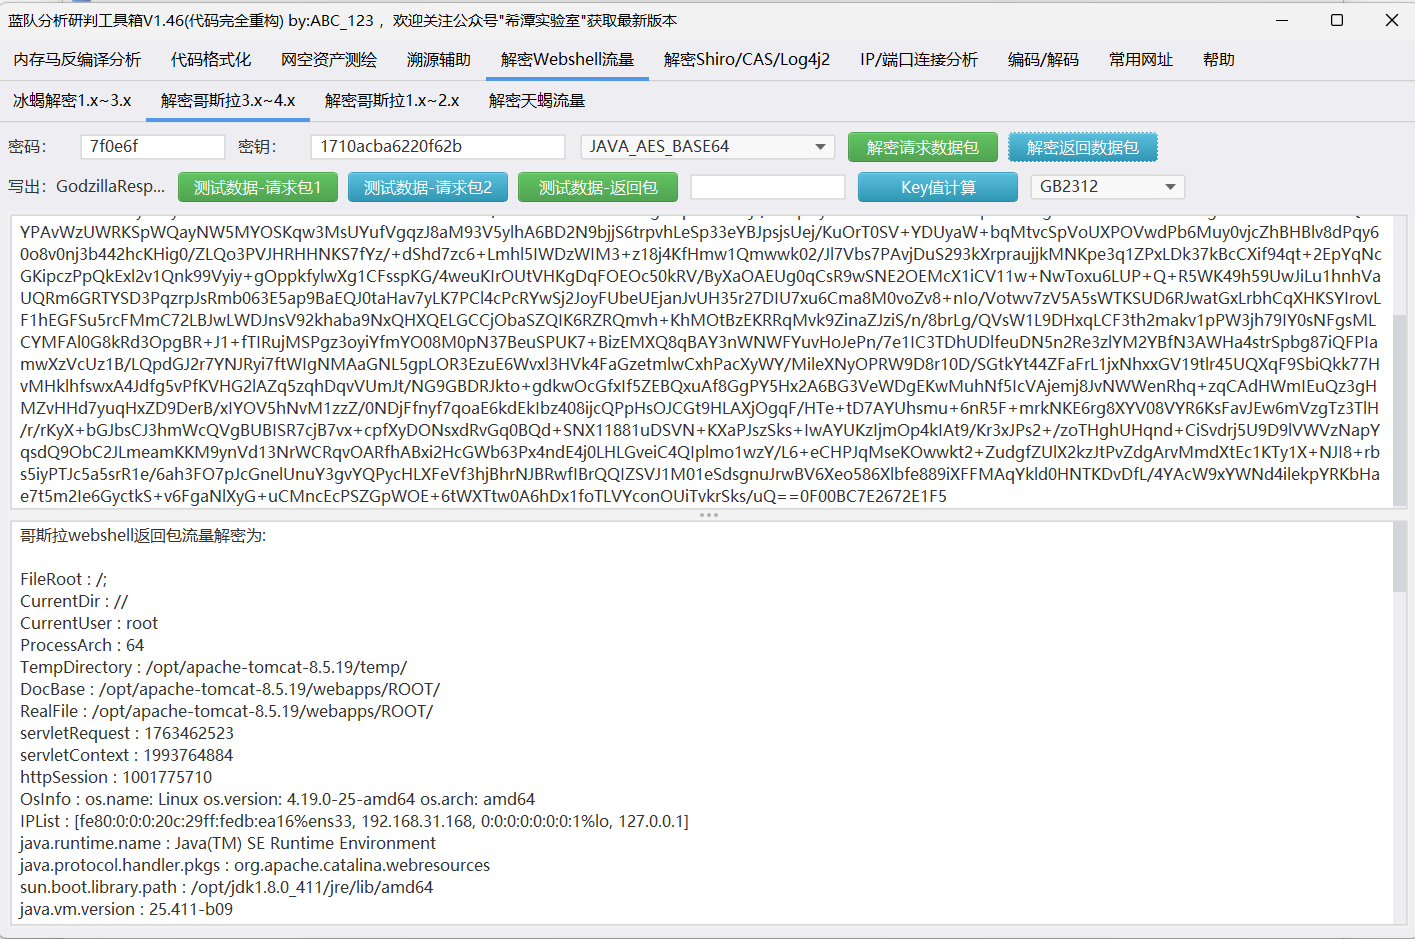 蓝队分析研判工具箱V1.46(代码完全重构) by:ABC_123 ，欢迎关注公众号"希潭实验室"获取最新版本
内存马反编译分析 代码格式化 网空资产测绘 溯源辅助 解密Webshell流量 解密Shiro/CAS/Log4j2 IP/端口连接分析 编码/解码 常用网址 帮助
冰蝎解密1.x~3.x 解密哥斯拉3.x~4.x 解密哥斯拉1.x~2.x 解密天蝎流量
密码: 7f0e6f 密钥: 1710acba6220f62b JAVA_AES_BASE64 解密请求数据包 解密返回数据包
写出: GodzillaResp... 测试数据-请求包1 测试数据-请求包2 测试数据-返回包 Key值计算 GB2312
YPAvWzUWRKSpWQayNW5MYOSKqw3MsUYufVgqzJ8aM93V5ylhA6BD2N9bjjS6trpvhLeSp33eYBJpsjsUej/KuOrT0SV+YDUyaW+bqMtvcSpVoUXPOVwdPb6Muy0vjcZhBHBlv8dPqy6
0o8v0nj3b442hcKHig0/ZLQo3PVJHRHHNKS7fYz/+dShd7zc6+Lmhl5IWDzWIM3+z18j4KfHmw1Qmwwk02/Jl7Vbs7PAvjDuS293kXrpraujjkMNKpe3q1ZPxLDk37kBcCXif94qt+2EpYqNc
GKipczPpQkExl2v1Qnk99Vyiy+gOppkfylwXg1CFsspKG/4weuKIrOUtVHKgDqFOEOc50kRV/ByXaOAEUg0qCsR9wSNE2OEMcX1iCV11w+NwToxu6LUP+Q+R5WK49h59UwJiLu1hnhVa
UQRm6GRTYSD3PqzrpJsRmb063E5ap9BaEQJ0taHav7yLK7PCl4cPcRYwSj2JoyFUbeUEjanJvUH35r27DIU7xu6Cma8M0voZv8+nIo/Votwv7zV5A5sWTKSUD6RJwatGxLrbhCqXHKSYIrovL
F1hEGFSu5rcFMmC72LBJwLWDJnsV92khaba9NxQHXQELGCCjObaSZQIK6RZRQmvh+KhMOtBzEKRRqMvk9ZinaZJziS/n/8brLg/QVsW1L9DHxqLCF3th2makv1pPW3jh79IY0sNFgsML
CYMFAl0G8kRd3OpgBR+J1+fTIRujMSPgz3oyiYfmYO08M0pN37BeuSPUK7+BizEMXQ8qBAY3nWNWFYuvHoJePn/7e1IC3TDhUDlfeuDN5n2Re3zlYM2YBfN3AWHa4strSpbg87iQFPIa
mwXzVcUz1B/LQpdGJ2r7YNJRyi7ftWIgNMAaGNL5gpLOR3EzuE6Wvxl3HVk4FaGzetmlwCxhPacXyWY/MileXNyOPRW9D8r10D/SGtkYt44ZFaFrL1jxNhxxGV19tlr45UQXqF9SbiQkk77H
vMHklhfswxA4Jdfg5vPfKVHG2lAZq5zqhDqvVUmJt/NG9GBDRJkto+gdkwOcGfxIf5ZEBQxuAf8GgPY5Hx2A6BG3VeWDgEKwMuhNf5IcVAjemj8JvNWWenRhq+zqCAdHWmIEuQz3gH
MZvHHd7yuqHxZD9DerB/xIYOV5hNvM1zzZ/0NDjFfnyf7qoaE6kdEkIbz408ijcQPpHsOJCGt9HLAXjOgqF/HTe+tD7AYUhsmu+6nR5F+mrkNKE6rg8XYV08VYR6KsFavJEw6mVzgTz3TlH
/r/rKyX+bGJbsCJ3hmWcQVgBUBISR7cjB7vx+cpfXyDONsxdRvGq0BQd+SNX11881uDSVN+KXaPJszSks+IwAYUKzIjmOp4kIAt9/Kr3xJPs2+/zoTHghUHqnd+CiSvdrj5U9D9lVWVzNapY
qsdQ9ObC2JLmeamKKM9ynVd13NrWCRqvOARfhABxi2HcGWb63Px4ndE4j0LHLGveiC4QIplmo1wzY/L6+eCHPJqMseKOwwkt2+ZudgfZUlX2kzJtPvZdgArvMmdXtEc1KTy1X+NJI8+rb
s5iyPTJc5a5srR1e/6ah3FO7pJcGnelUnuY3gvYQPycHLXFeVf3hjBhrNJBRwfIBrQQIZSVJ1M01eSdsgnuJrwBV6Xeo586Xlbfe889iXFFMAqYkld0HNTKDvDfL/4YAcW9xYWNd4ilekpYRKbHa
e7t5m2Ie6GyctkS+v6FgaNlXyG+uCMncEcPSZGpWOE+6tWXTtw0A6hDx1foTLVYconOUiTvkrSks/uQ==0F00BC7E2672E1F5
哥斯拉webshell返回包流量解密为:
FileRoot : /;
CurrentDir : //
CurrentUser : root
ProcessArch : 64
TempDirectory : /opt/apache-tomcat-8.5.19/temp/
DocBase : /opt/apache-tomcat-8.5.19/webapps/ROOT/
RealFile : /opt/apache-tomcat-8.5.19/webapps/ROOT/
servletRequest : 1763462523
servletContext : 1993764884
httpSession : 1001775710
OsInfo : os.name: Linux os.version: 4.19.0-25-amd64 os.arch: amd64
IPList : [fe80:0:0:0:20c:29ff:fedb:ea16%ens33, 192.168.31.168, 0:0:0:0:0:0:0:1%lo, 127.0.0.1]
java.runtime.name : Java(TM) SE Runtime Environment
java.protocol.handler.pkgs : org.apache.catalina.webresources
sun.boot.library.path : /opt/jdk1.8.0_411/jre/lib/amd64
java.vm.version : 25.411-b09